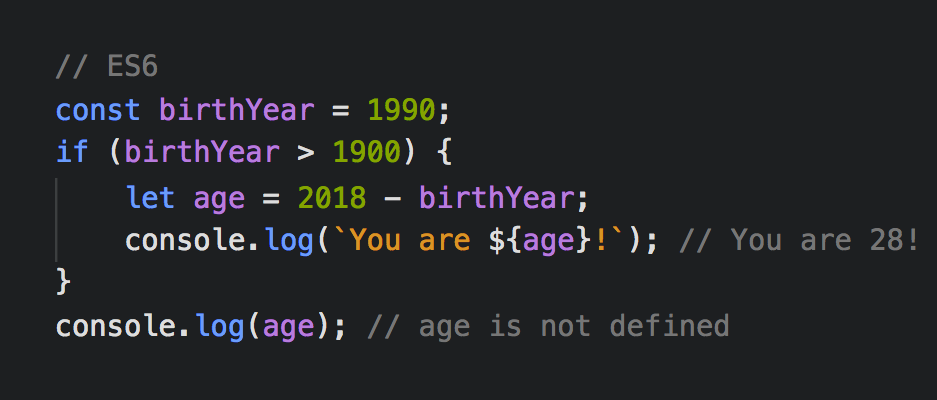 // ES6
const birthYear = 1990;
if (birthYear > 1900) {
    let age = 2018 - birthYear;
    console.log(`You are ${age}!`); // You are 28!
}
console.log(age); // age is not defined